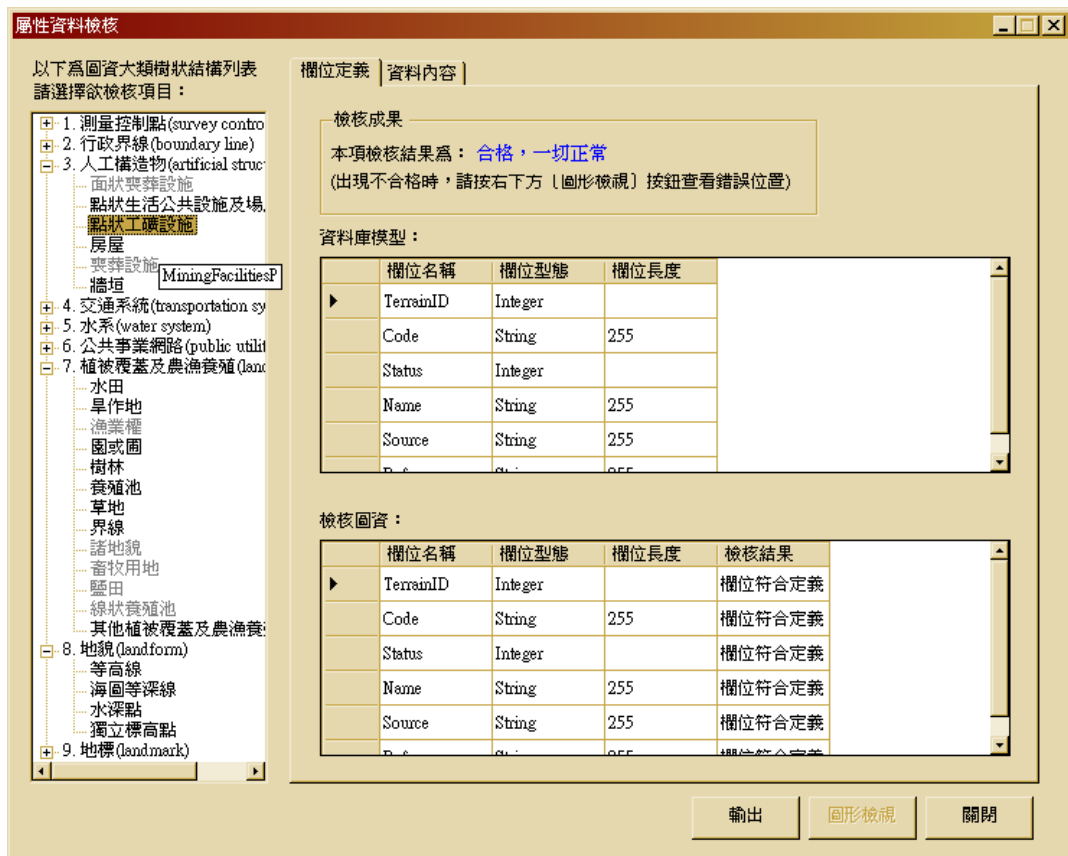 屬性資料檢核
以下為圖資大類樹狀結構列表
請選擇欲檢核項目：
1. 測量控制點(survey contro
2. 行政界線(boundary line)
3. 人工構造物(artificial struc
面狀喪葬設施
點狀生活公共設施及場
點狀工礦設施
房屋
喪葬設施
MiningFacilitiesP
牆垣
4. 交通系統(transportation sy
5. 水系(water system)
6. 公共事業網路(public utilit
7. 植被覆蓋及農漁養殖(land
水田
旱作地
漁業權
園或圃
樹林
養殖池
草地
界線
諸地貌
畜牧用地
鹽田
線狀養殖池
其他植被覆蓋及農漁養
8. 地貌(landform)
等高線
海圖等深線
水深點
獨立標高點
9. 地標(landmark)
欄位定義 資料內容
檢核成果
本項檢核結果為： 合格，一切正常
(出現不合格時，請按右下方〔圖形檢視〕按鈕查看錯誤位置)
資料庫模型：
欄位名稱 欄位型態 欄位長度
TerrainID Integer
Code String 255
Status Integer
Name String 255
Source String 255
檢核圖資：
欄位名稱 欄位型態 欄位長度 檢核結果
TerrainID Integer 欄位符合定義
Code String 255 欄位符合定義
Status Integer 欄位符合定義
Name String 255 欄位符合定義
Source String 255 欄位符合定義
輸出 圖形檢視 關閉